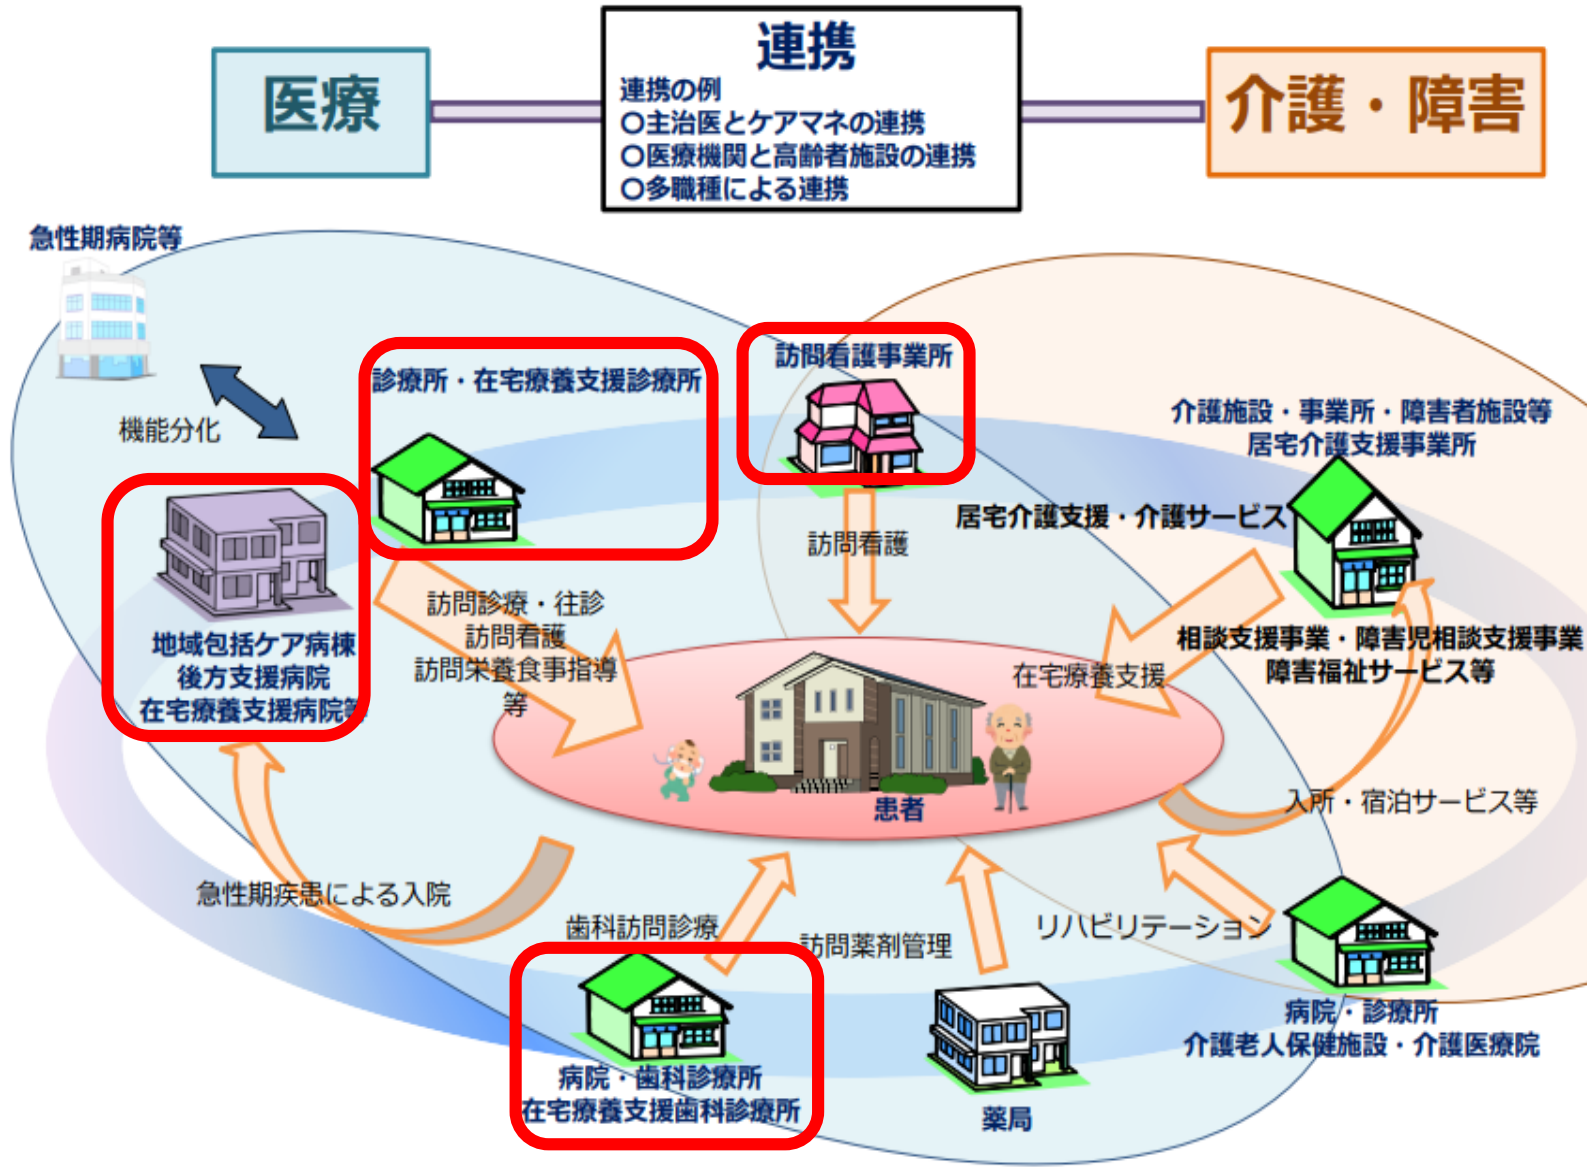 医療
連携
連携の例
○主治医とケアマネの連携
○医療機関と高齢者施設の連携
○多職種による連携
介護・障害
急性期病院等
機能分化
診療所・在宅療養支援診療所
訪問看護事業所
介護施設・事業所・障害者施設等
居宅介護支援事業所
居宅介護支援・介護サービス
訪問看護
訪問診療・往診
訪問看護
訪問栄養食事指導
等
地域包括ケア病棟
後方支援病院
在宅療養支援病院等
在宅療養支援
相談支援事業・障害児相談支援事業
障害福祉サービス等
患者
入所・宿泊サービス等
急性期疾患による入院
歯科訪問診療
訪問薬剤管理
リハビリテーション
病院・歯科診療所
在宅療養支援歯科診療所
薬局
病院・診療所
介護老人保健施設・介護医療院